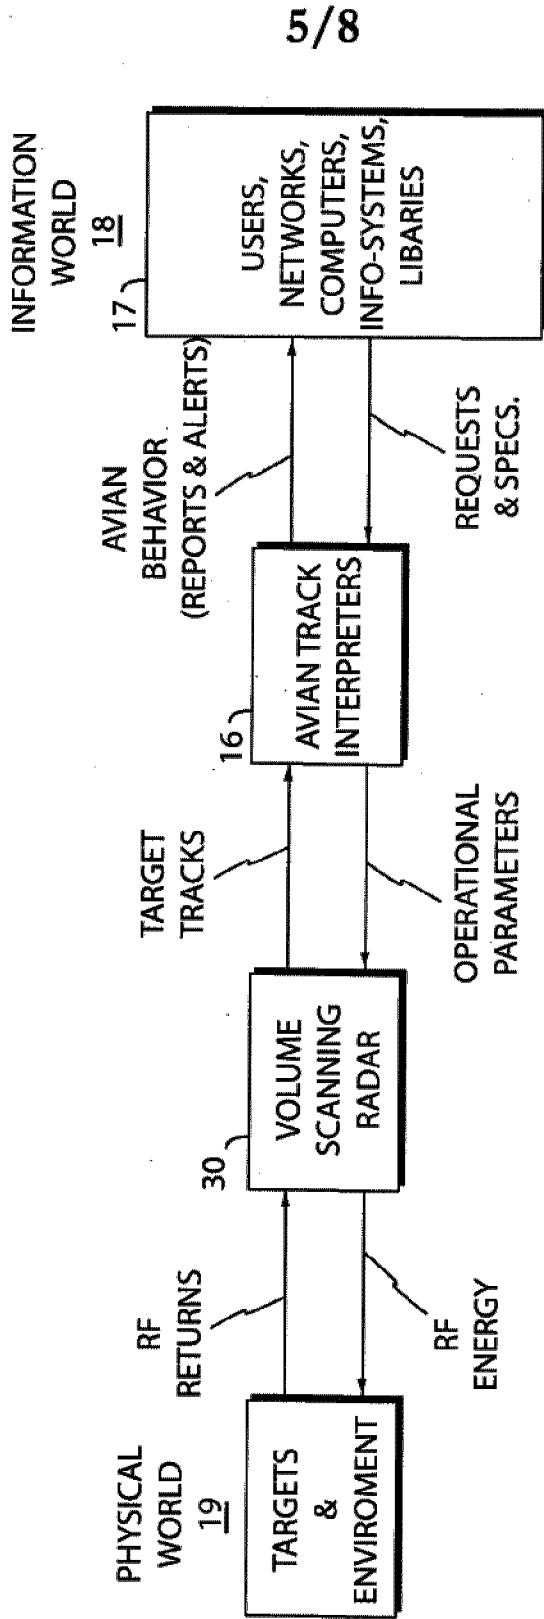 5/8
PHYSICAL
WORLD
19
TARGETS
&
ENVIROMENT
RF
RETURNS
RF
ENERGY
30
VOLUME
SCANNING
RADAR
TARGET
TRACKS
OPERATIONAL
PARAMETERS
16
AVIAN TRACK
INTERPRETERS
AVIAN
BEHAVIOR
(REPORTS & ALERTS)
REQUESTS
& SPECS.
INFORMATION
WORLD
18
17
USERS,
NETWORKS,
COMPUTERS,
INFO-SYSTEMS,
LIBARIES